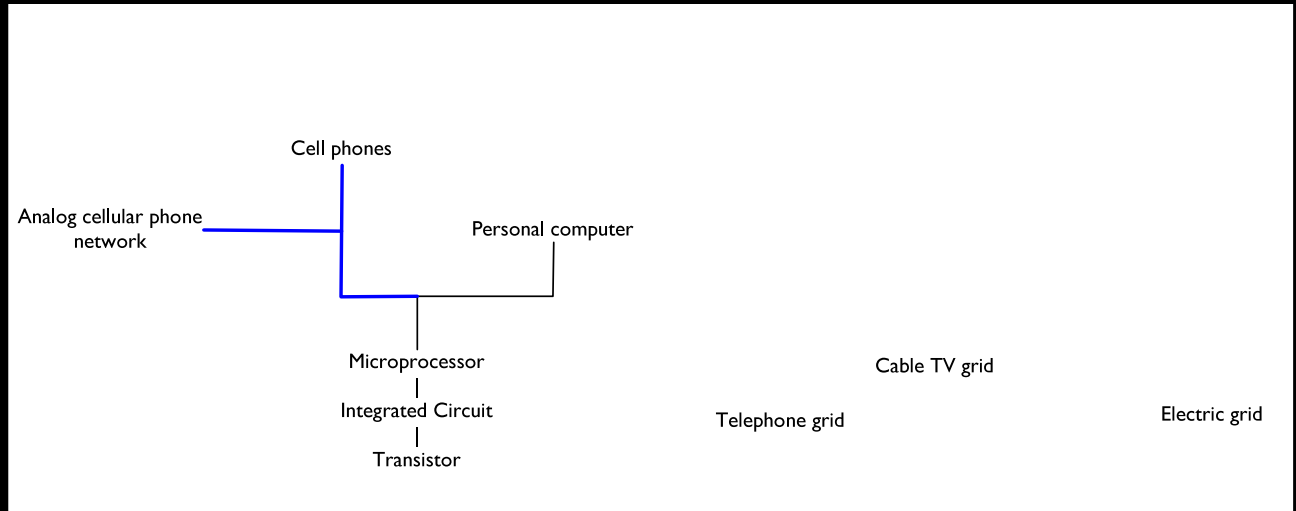 Cell phones
Analog cellular phone
network
Personal computer
Microprocessor
Cable TV grid
Integrated Circuit
Telephone grid
Electric grid
Transistor